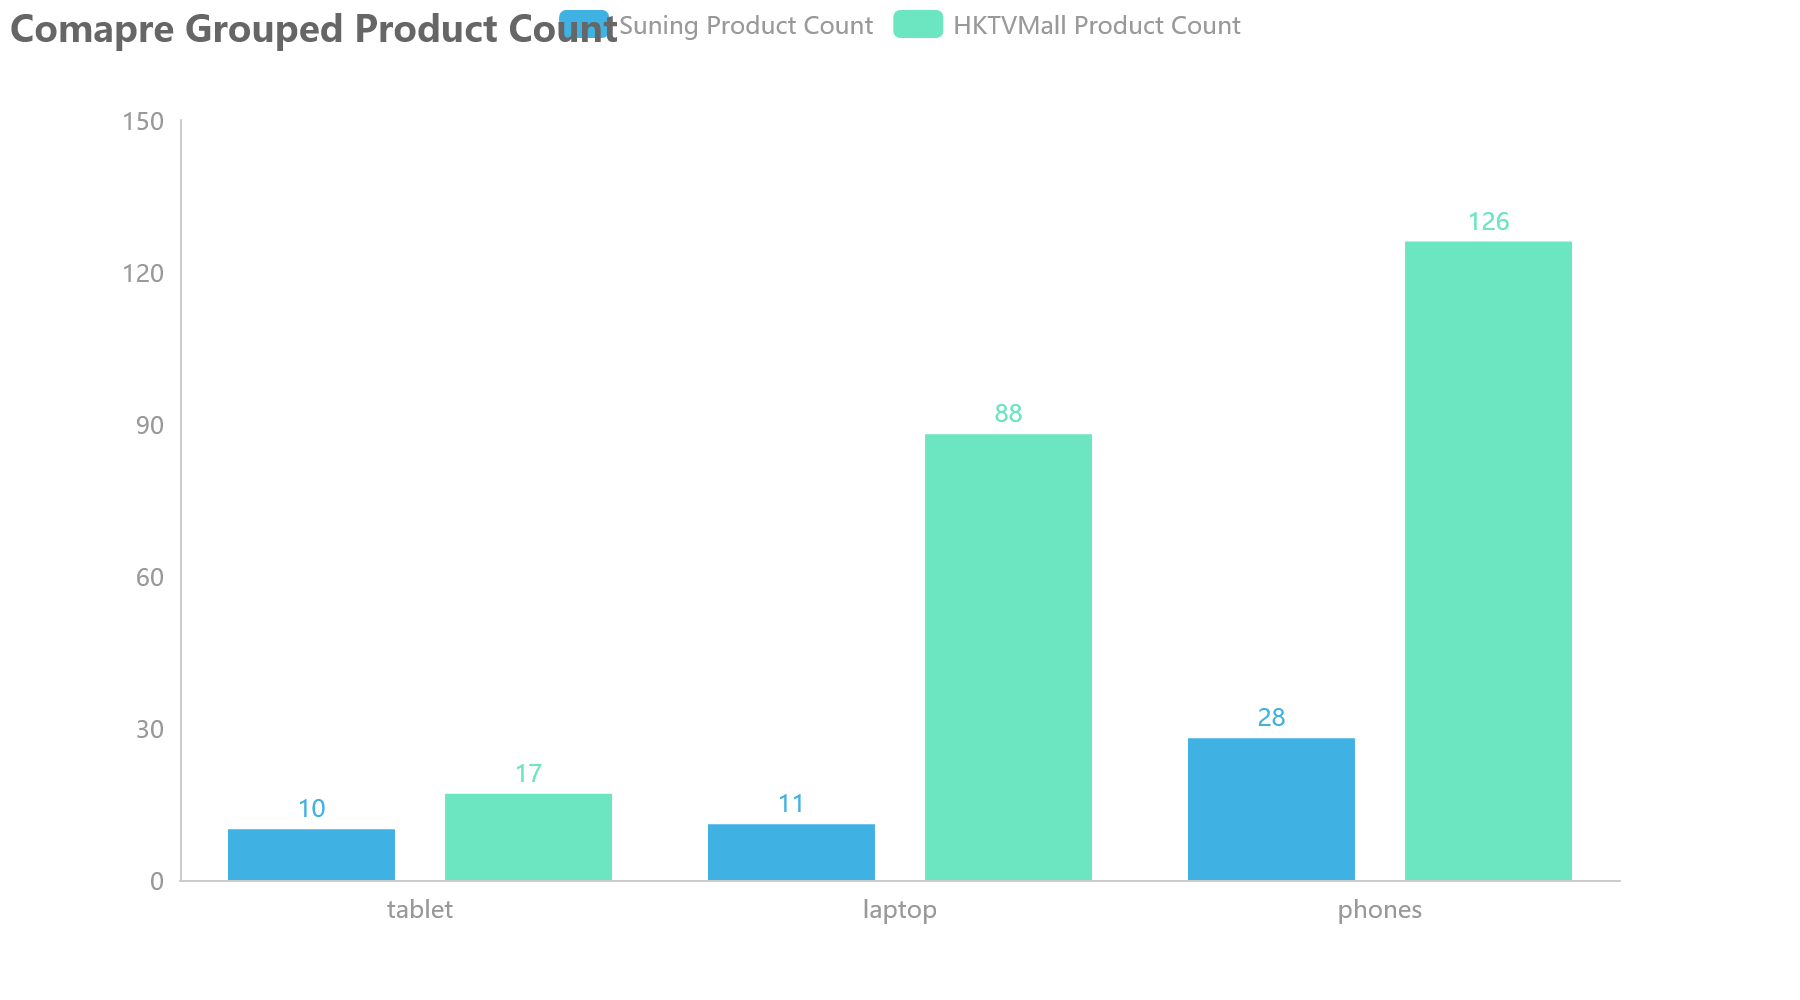 Comapre Grouped Product Count
Suning Product Count
HKTVMall Product Count
150
120
90
60
30
0
10
17
11
88
28
126
tablet
laptop
phones